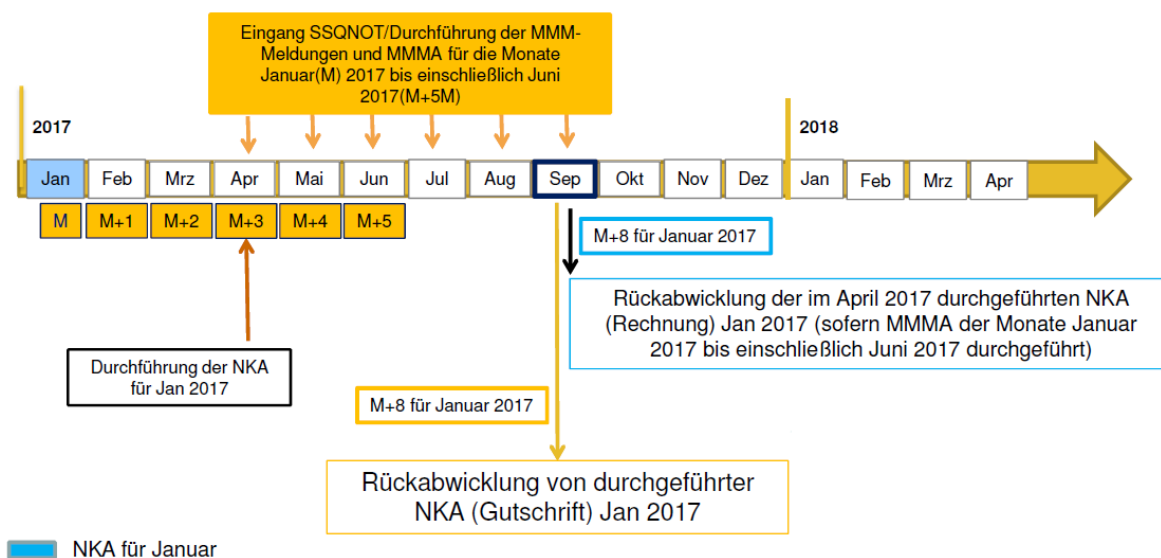 Eingang SSQNOT/Durchführung der MMM-
Meldungen und MMMA für die Monate
Januar(M) 2017 bis einschließlich Juni
2017(M+5M)
2017
2018
Jan Feb Mrz Apr Mai Jun Jul Aug Sep Okt Nov Dez Jan Feb Mrz Apr
M M+1 M+2 M+3 M+4 M+5
M+8 für Januar 2017
Rückabwicklung der im April 2017 durchgeführten NKA
(Rechnung) Jan 2017 (sofern MMMA der Monate Januar
2017 bis einschließlich Juni 2017 durchgeführt)
Durchführung der NKA
für Jan 2017
M+8 für Januar 2017
Rückabwicklung von durchgeführter
NKA (Gutschrift) Jan 2017
NKA für Januar